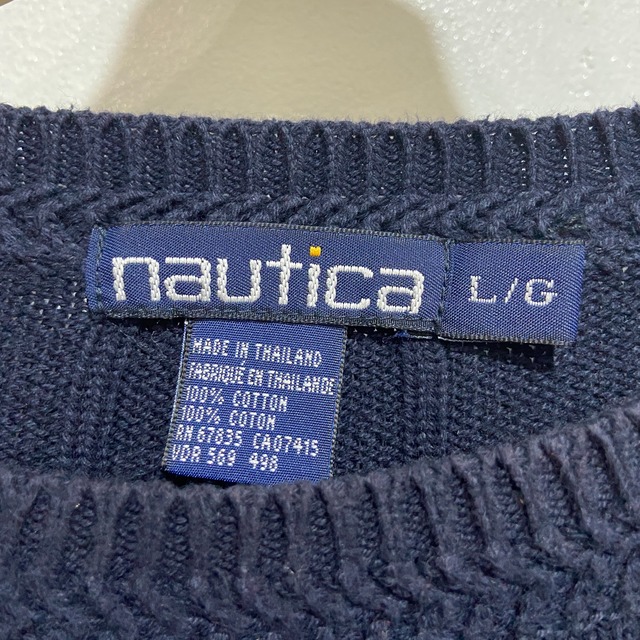 nautica
L/G
MADE IN THAILAND
FABRIQUÉ EN THAILANDE
100% COTTON
100% COTON
RN 67835 CA07415
VDR 569 498